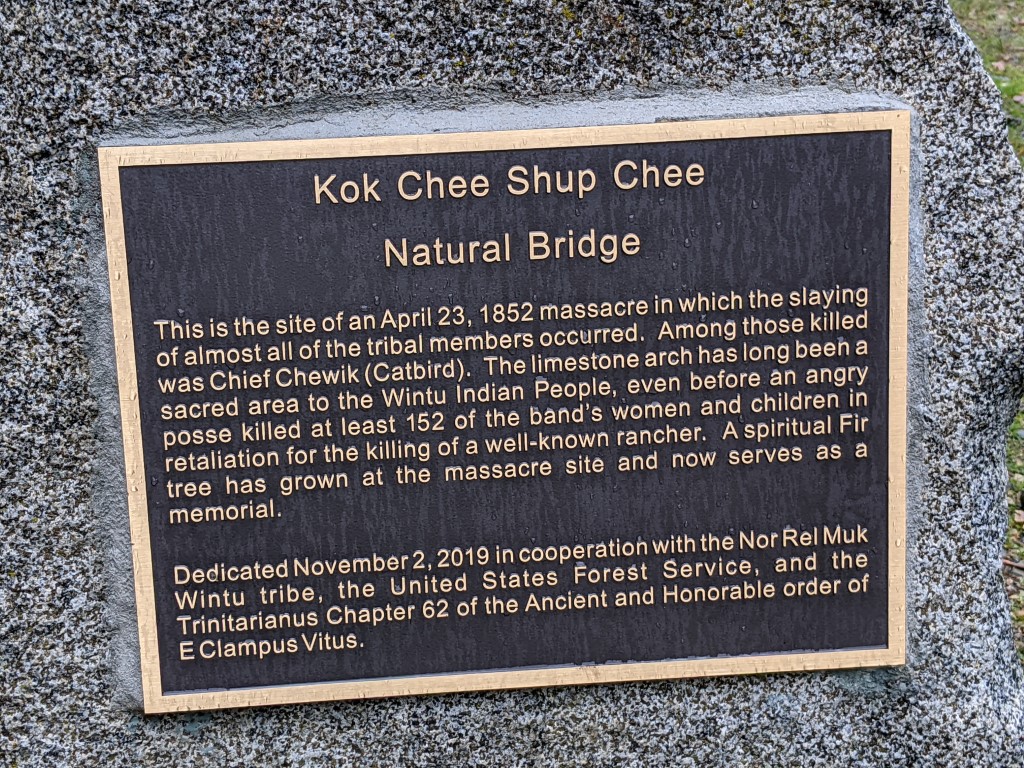 Kok Chee Shup Chee
Natural Bridge
This is the site of an April 23, 1852 massacre in which the slaying
of almost all of the tribal members occurred. Among those killed
was Chief Chewik (Catbird). The limestone arch has long been a
sacred area to the Wintu Indian People, even before an angry
posse killed at least 152 of the band's women and children in
retaliation for the killing of a well-known rancher. A spiritual Fir
tree has grown at the massacre site and now serves as a
memorial.
Dedicated November 2, 2019 in cooperation with the Nor Rel Muk
Wintu tribe, the United States Forest Service, and the
Trinitarianus Chapter 62 of the Ancient and Honorable order of
E Clampus Vitus.